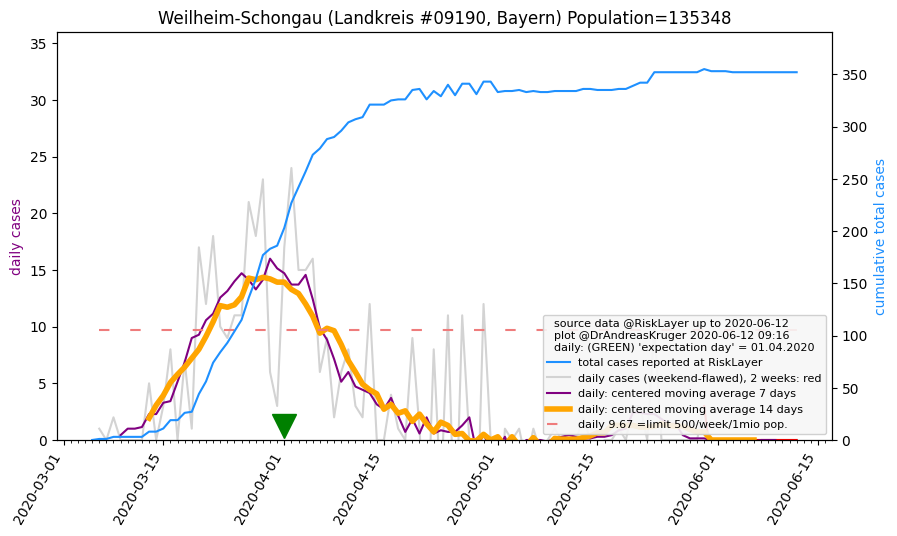 Weilheim-Schongau (Landkreis #09190, Bayern) Population=135348
35
30
25
20
15
10
5
0
daily cases
350
300
250
200
150
100
50
0
cumulative total cases
source data @RiskLayer up to 2020-06-12
plot @DrAndreasKruger 2020-06-12 09:16
daily: (GREEN) 'expectation day' = 01.04.2020
total cases reported at RiskLayer
daily cases (weekend-flawed), 2 weeks: red
daily: centered moving average 7 days
daily: centered moving average 14 days
daily 9.67 =limit 500/week/1mio pop.
2020-03-01
2020-03-15
2020-04-01
2020-04-15
2020-05-01
2020-05-15
2020-06-01
2020-06-15